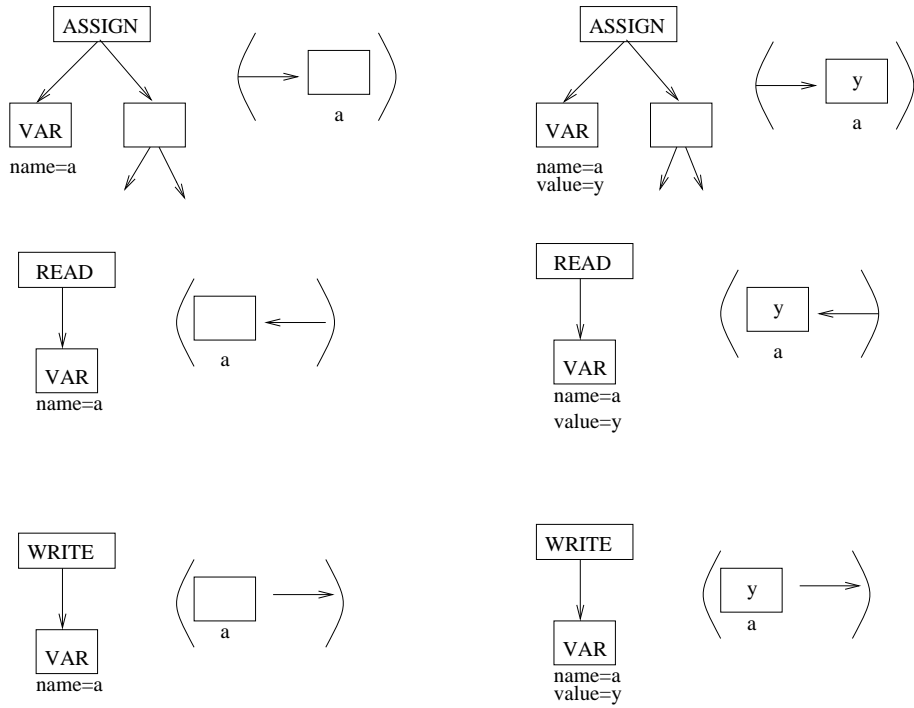 ASSIGN
VAR
name=a
a
ASSIGN
VAR
name=a
value=y
y
a
READ
VAR
name=a
a
READ
VAR
name=a
value=y
y
a
WRITE
VAR
name=a
a
WRITE
VAR
name=a
value=y
y
a